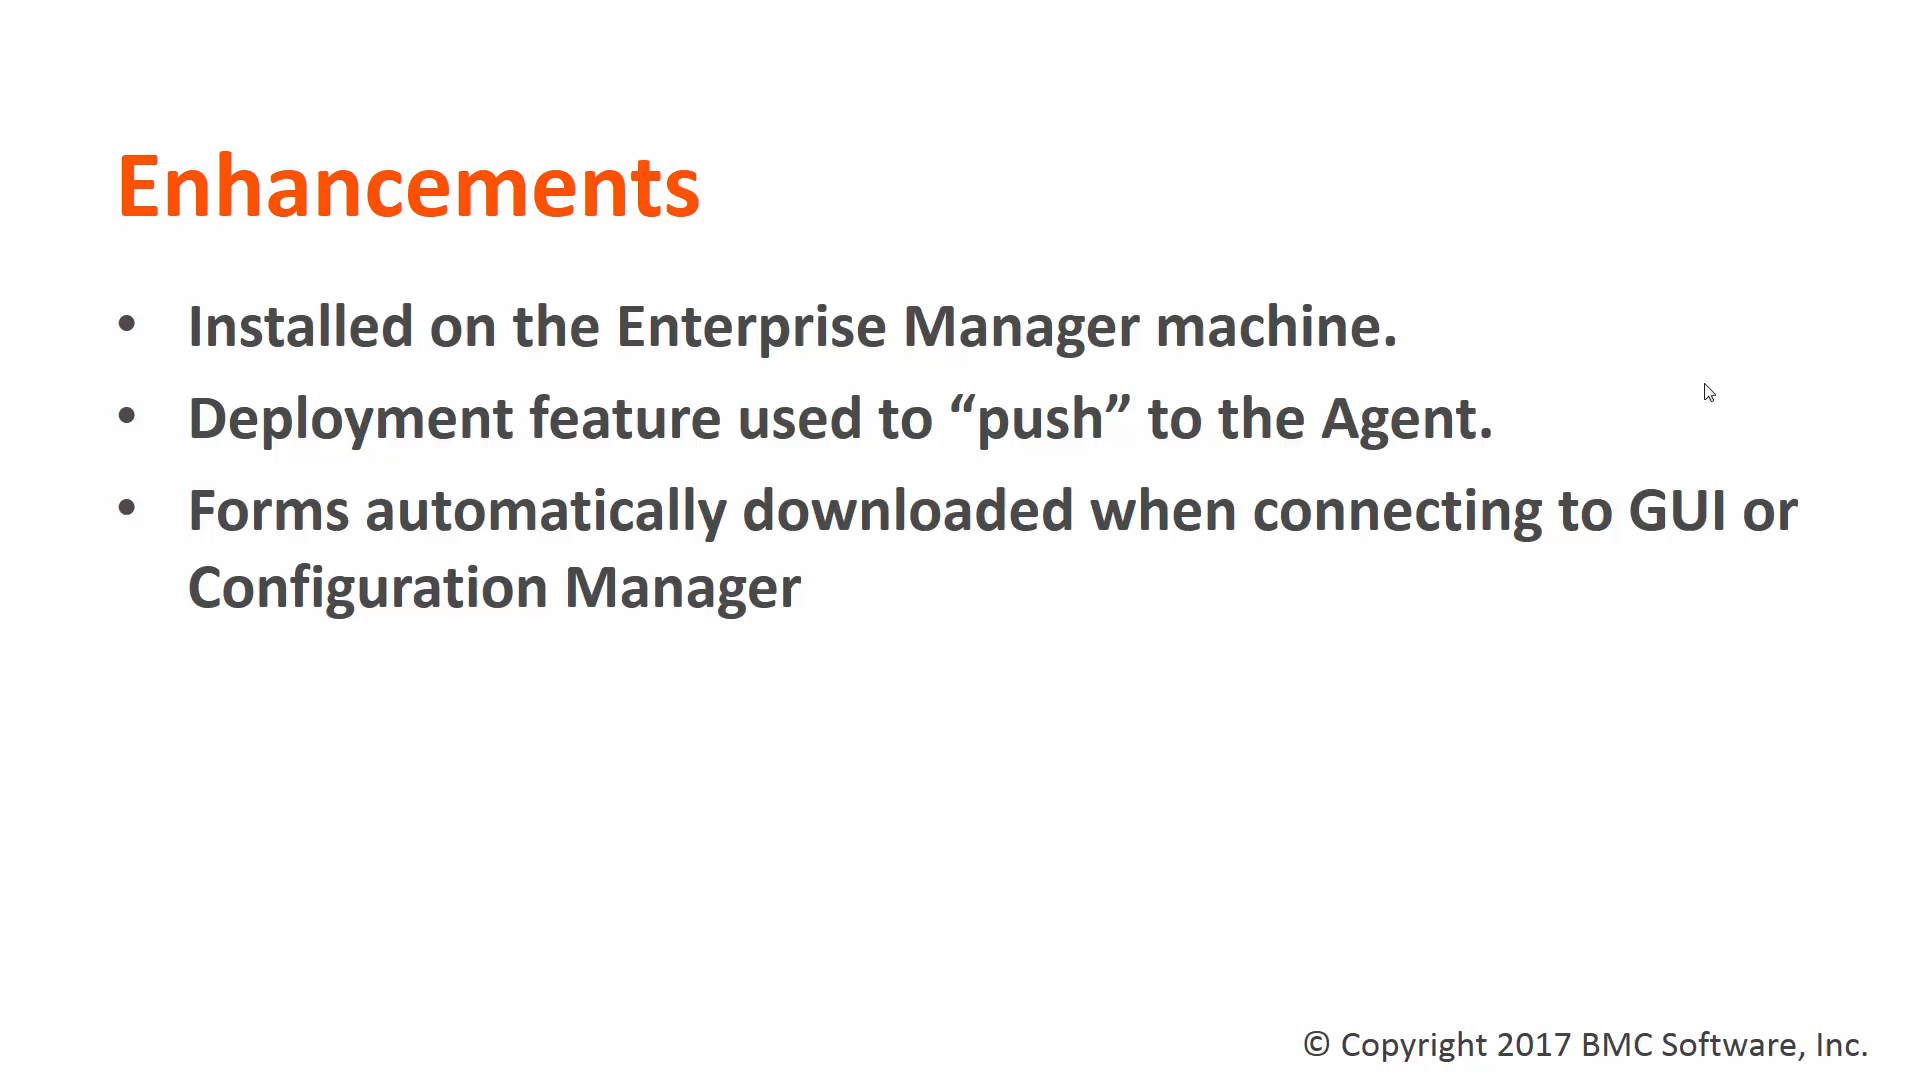 Enhancements
• Installed on the Enterprise Manager machine.
• Deployment feature used to “push” to the Agent.
• Forms automatically downloaded when connecting to GUI or
Configuration Manager
© Copyright 2017 BMC Software, Inc.